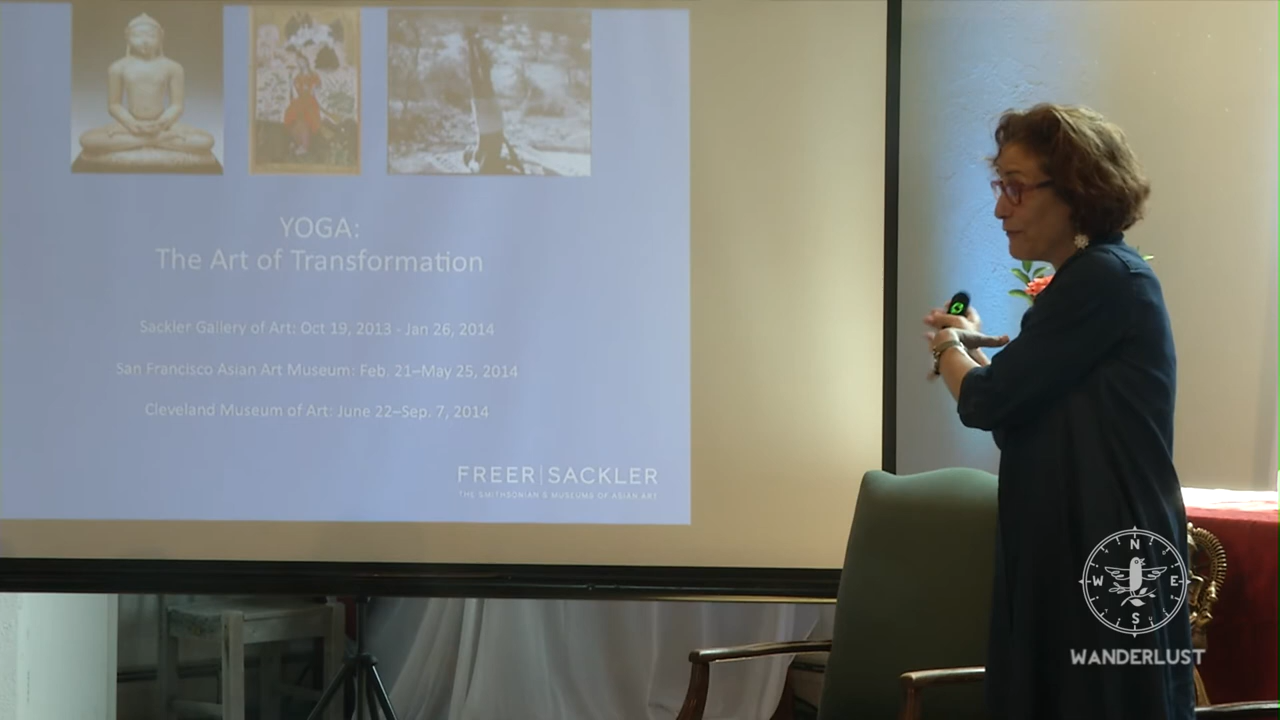 YOGA:
The Art of Transformation
Sackler Gallery of Art: Oct 19, 2013 - Jan 26, 2014
San Francisco Asian Art Museum: Feb. 21–May 25, 2014
Cleveland Museum of Art: June 22–Sep. 7, 2014
FREER|SACKLER
THE SMITHSONIAN'S MUSEUMS OF ASIAN ART
N
W E
S
WANDERLUST